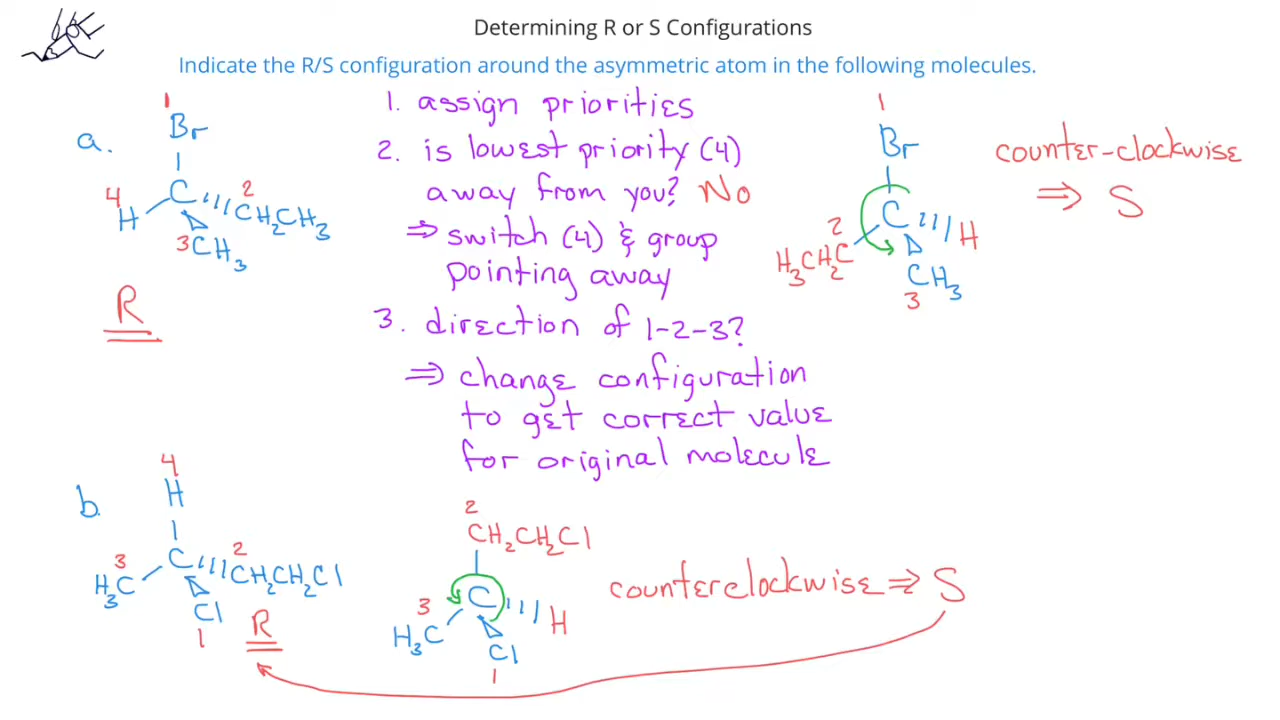 Determining R or S Configurations
Indicate the R/S configuration around the asymmetric atom in the following molecules.
a.
1
Br
4
H
C
2
CH2CH3
3
CH3
R
1. assign priorities
2. is lowest priority (4)
away from you? No
⇒ switch (4) & group
pointing away
3. direction of 1-2-3?
⇒ change configuration
to get correct value
for original molecule
1
Br
C
2
H3CH2C
H
CH3
3
counter-clockwise
⇒ S
b.
4
H
3
H3C
C
2
CH2CH2Cl
Cl
1
R
2
CH2CH2Cl
C
3
H3C
H
Cl
1
counterclockwise ⇒ S